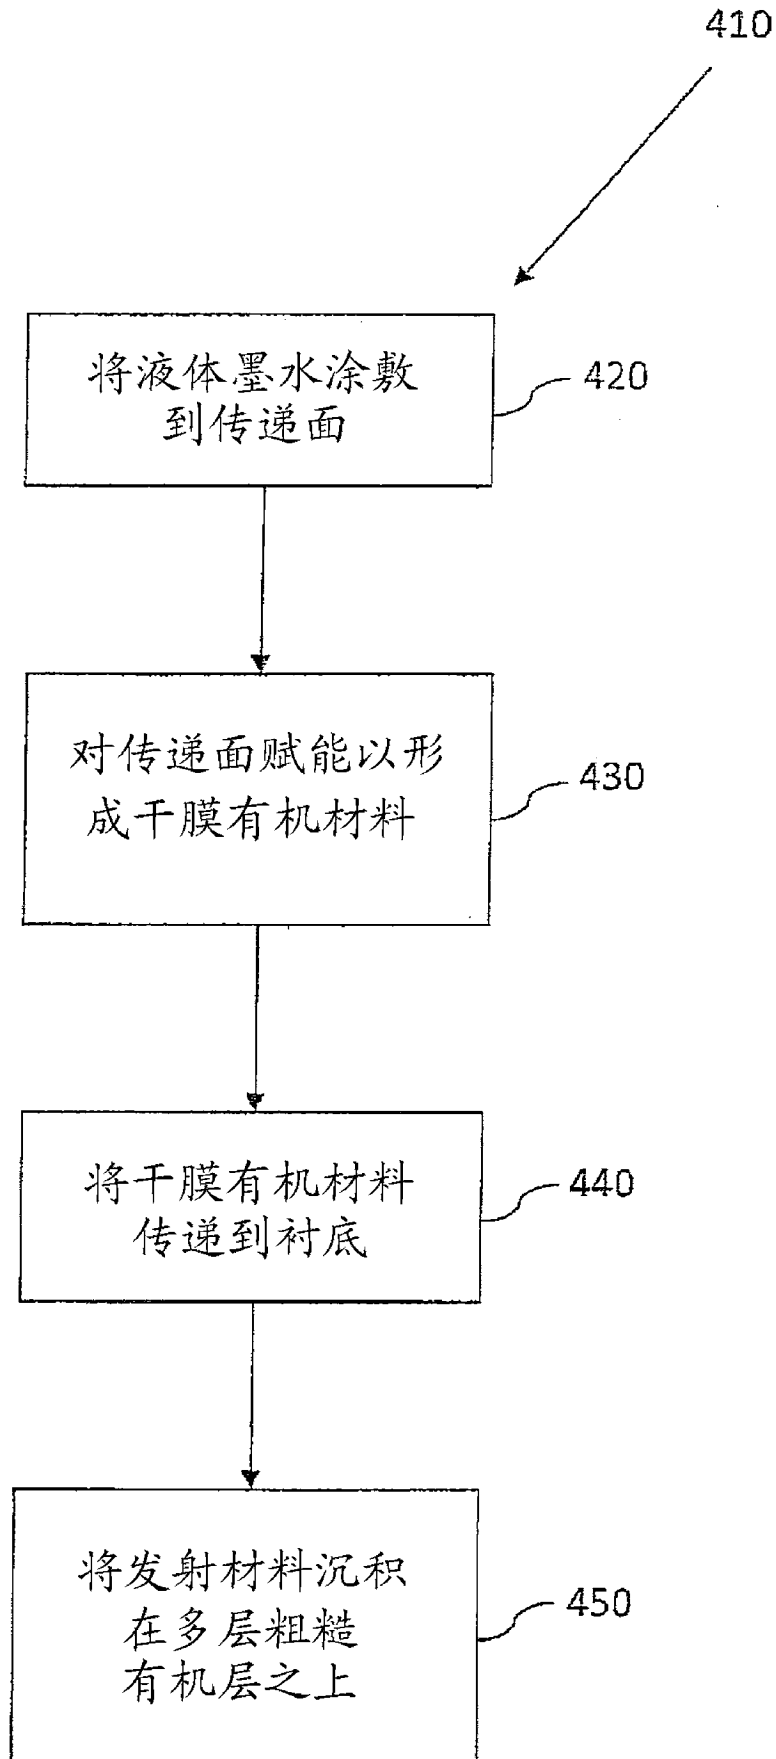 410
将液体墨水涂敷
到传递面
420
对传递面赋能以形
成干膜有机材料
430
将干膜有机材料
传递到衬底
440
将发射材料沉积
在多层粗糙
有机层之上
450